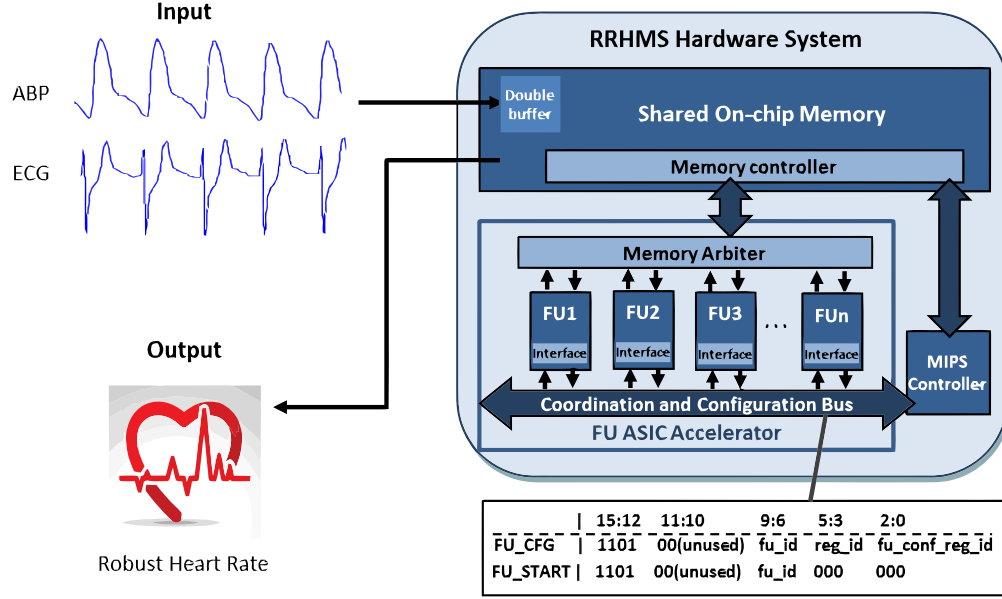 Input
ABP
ECG
Output
Robust Heart Rate
RRHMS Hardware System
Double
buffer
Shared On-chip Memory
Memory controller
Memory Arbiter
FU1 FU2 FU3 ... FUn
Interface Interface Interface Interface
MIPS
Controller
Coordination and Configuration Bus
FU ASIC Accelerator
| 15:12 11:10 9:6 5:3 2:0
FU_CFG | 1101 00(unused) fu_id reg_id fu_conf_reg_id
FU_START | 1101 00(unused) fu_id 000 000